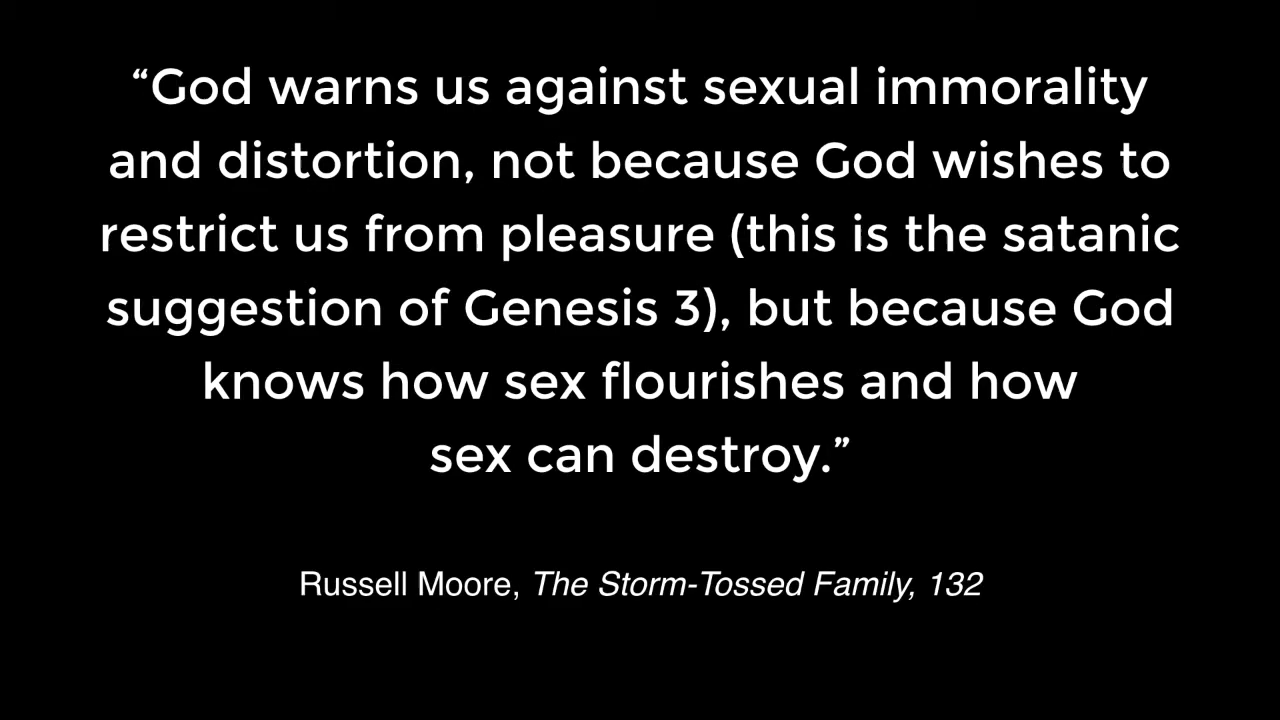 “God warns us against sexual immorality
and distortion, not because God wishes to
restrict us from pleasure (this is the satanic
suggestion of Genesis 3), but because God
knows how sex flourishes and how
sex can destroy.”
Russell Moore, The Storm-Tossed Family, 132